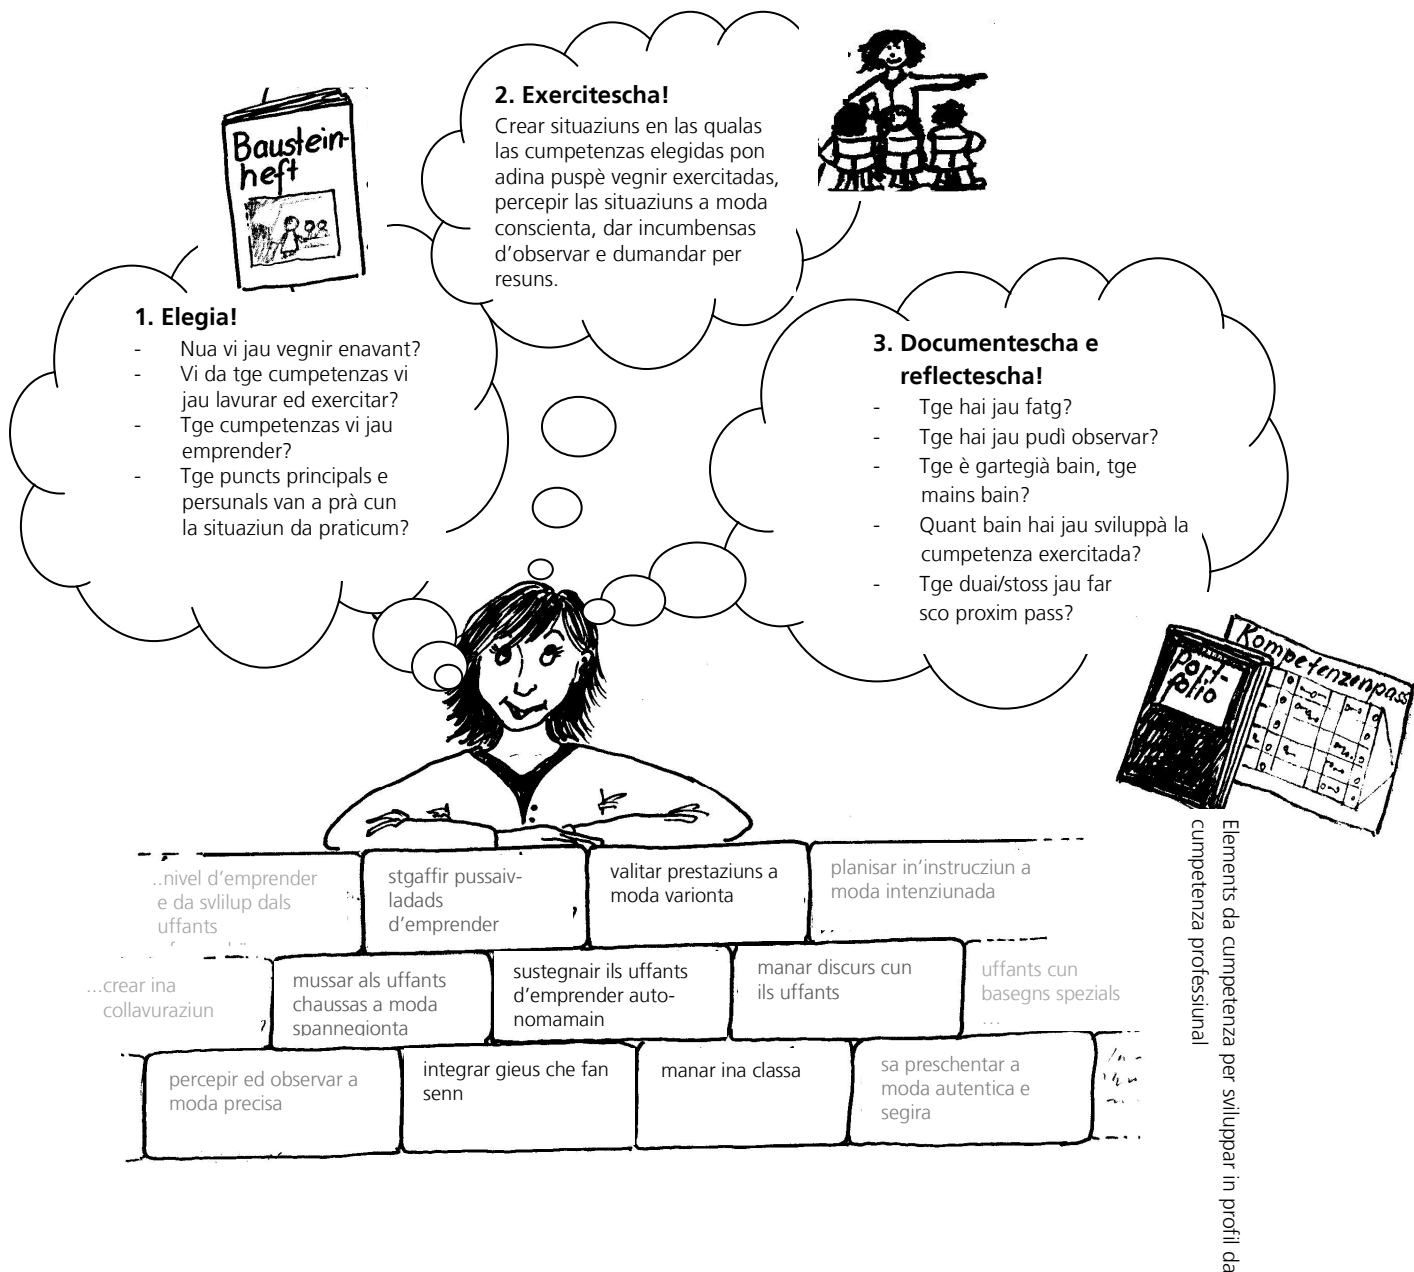 Baustein-
heft
1. Elegia!
- Nua vi jau vegnir enavant?
- Vi da tge cumpetenzas vi
jau lavurar ed exercitar?
- Tge cumpetenzas vi jau
emprender?
- Tge puncts principals e
persunals van a prà cun
la situaziun da praticum?
2. Exercitescha!
Crear situaziuns en las qualas
las cumpetenzas elegidas pon
adina puspè vegnir exercitadas,
percepir las situaziuns a moda
conscienta, dar incumbensas
d'observar e dumandar per
resuns.
3. Documentescha e
reflectescha!
- Tge hai jau fatg?
- Tge hai jau pudì observar?
- Tge è gartegià bain, tge
mains bain?
- Quant bain hai jau sviluppà la
cumpetenza exercitada?
- Tge duai/stoss jau far
sco proxim pass?
Port-
folio
Kompetenzenpass
..nivel d'emprender
e da svlilup dals
uffants
stgaffir pussaiv-
ladads
d'emprender
valitar prestaziuns a
moda varionta
planisar in'instrucziun a
moda intenziunada
...crear ina
collavuraziun
mussar als uffants
chaussas a moda
spannegionta
sustegnair ils uffants
d'emprender auto-
nomamain
manar discurs cun
ils uffants
uffants cun
basegns spezials
...
percepir ed observar a
moda precisa
integrar gieus che fan
senn
manar ina classa
sa preschentar a
moda autentica e
segira
Elements da cumpetenza per sviluppar in profil da
cumpetenza professiunal